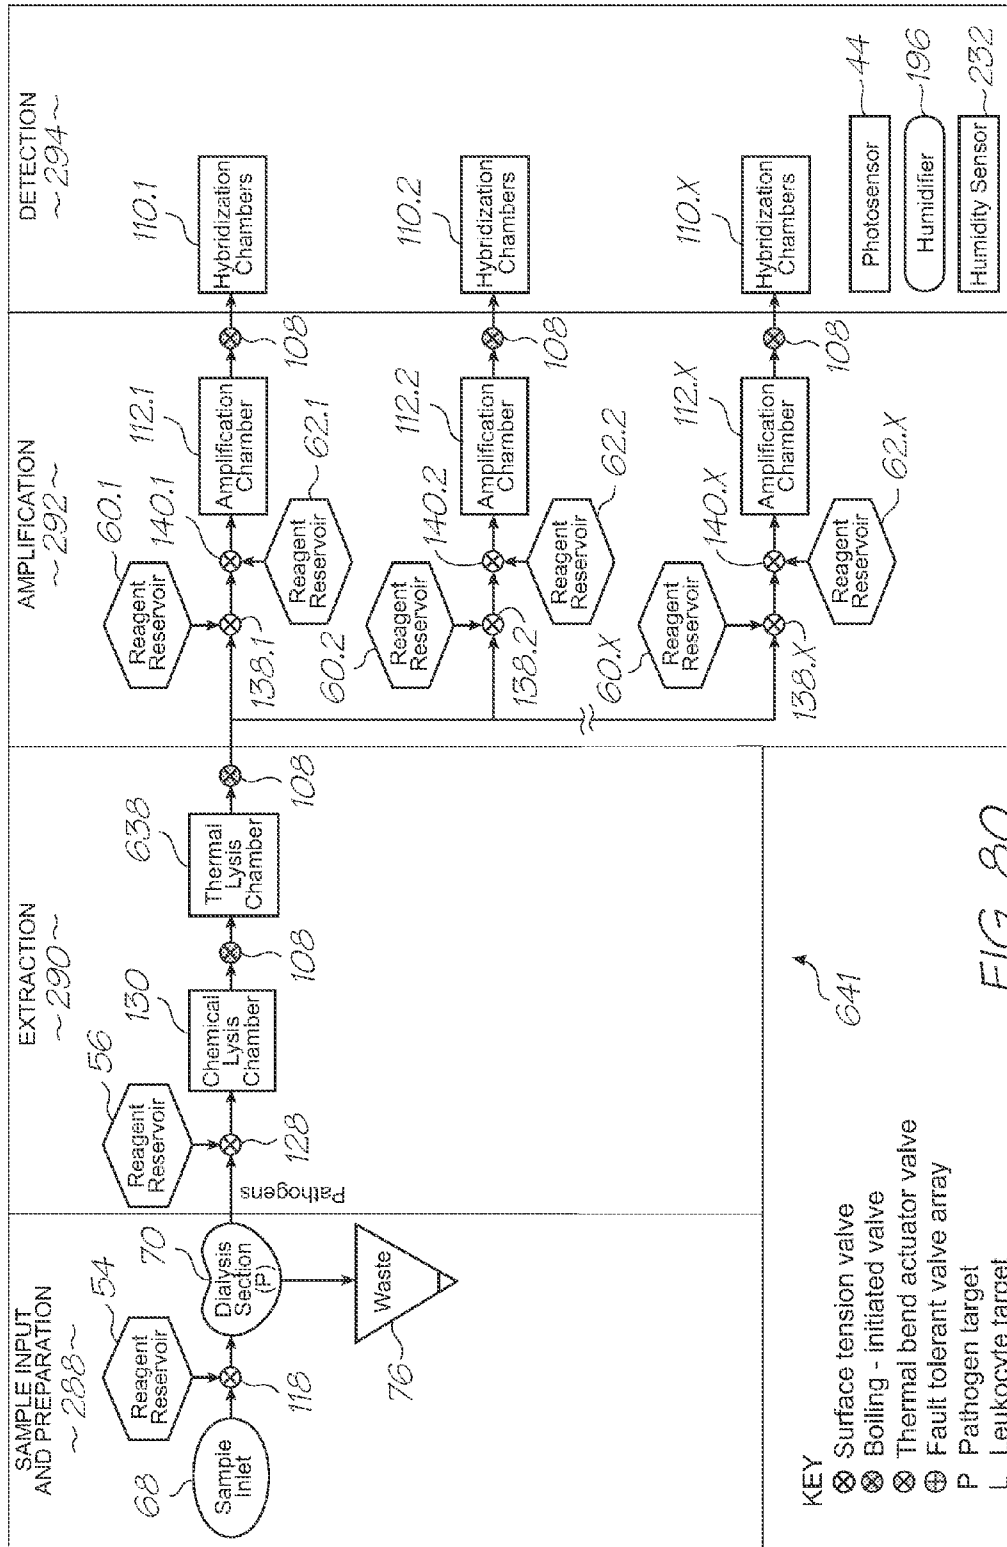 SAMPLE INPUT
AND PREPARATION
~288~
68
Sample
Inlet
54
Reagent
Reservoir
118
70
Dialysis
Section
(P)
Waste
76
Pathogens
EXTRACTION
~290~
56
Reagent
Reservoir
128
130
Chemical
Lysis
Chamber
108
638
Thermal
Lysis
Chamber
108
AMPLIFICATION
~292~
60.1
Reagent
Reservoir
138.1
140.1
Reagent
Reservoir
62.1
112.1
Amplification
Chamber
108
60.2
Reagent
Reservoir
138.2
140.2
Reagent
Reservoir
62.2
112.2
Amplification
Chamber
108
60.X
Reagent
Reservoir
138.X
140.X
Reagent
Reservoir
62.X
112.X
Amplification
Chamber
108
DETECTION
~294~
110.1
Hybridization
Chambers
110.2
Hybridization
Chambers
110.X
Hybridization
Chambers
Photosensor
44
Humidifier
196
Humidity Sensor
232
KEY
Surface tension valve
Boiling - initiated valve
Thermal bend actuator valve
Fault tolerant valve array
P Pathogen target
L Leukocyte target
641
FIG. 80